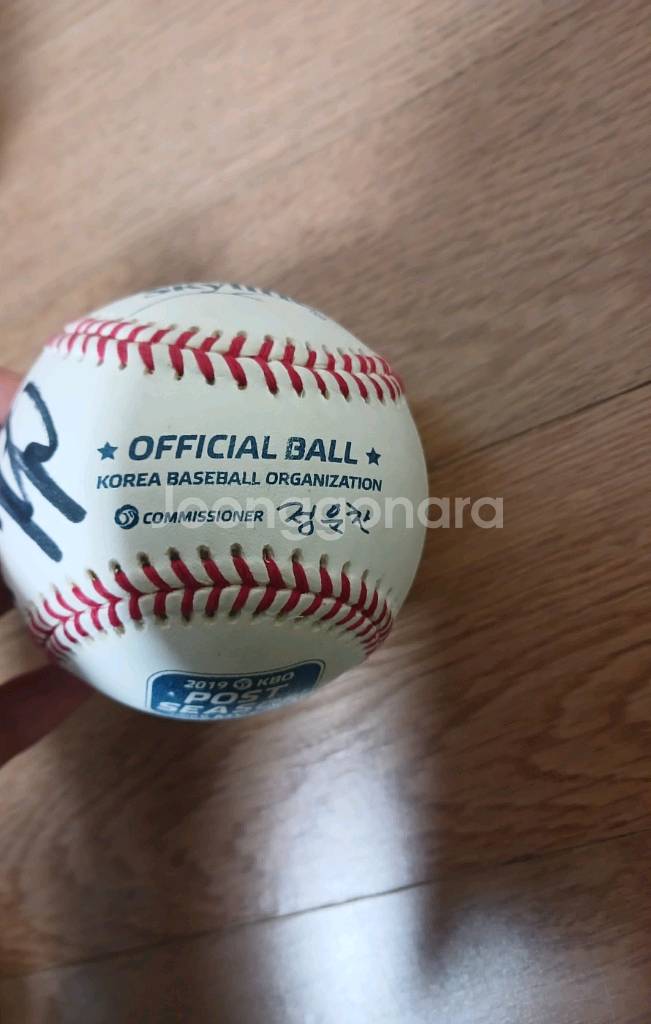 ★ OFFICIAL BALL ★
KOREA BASEBALL ORGANIZATION
COMMISSIONER 정운찬
joonggonara
2019 KBO
POST